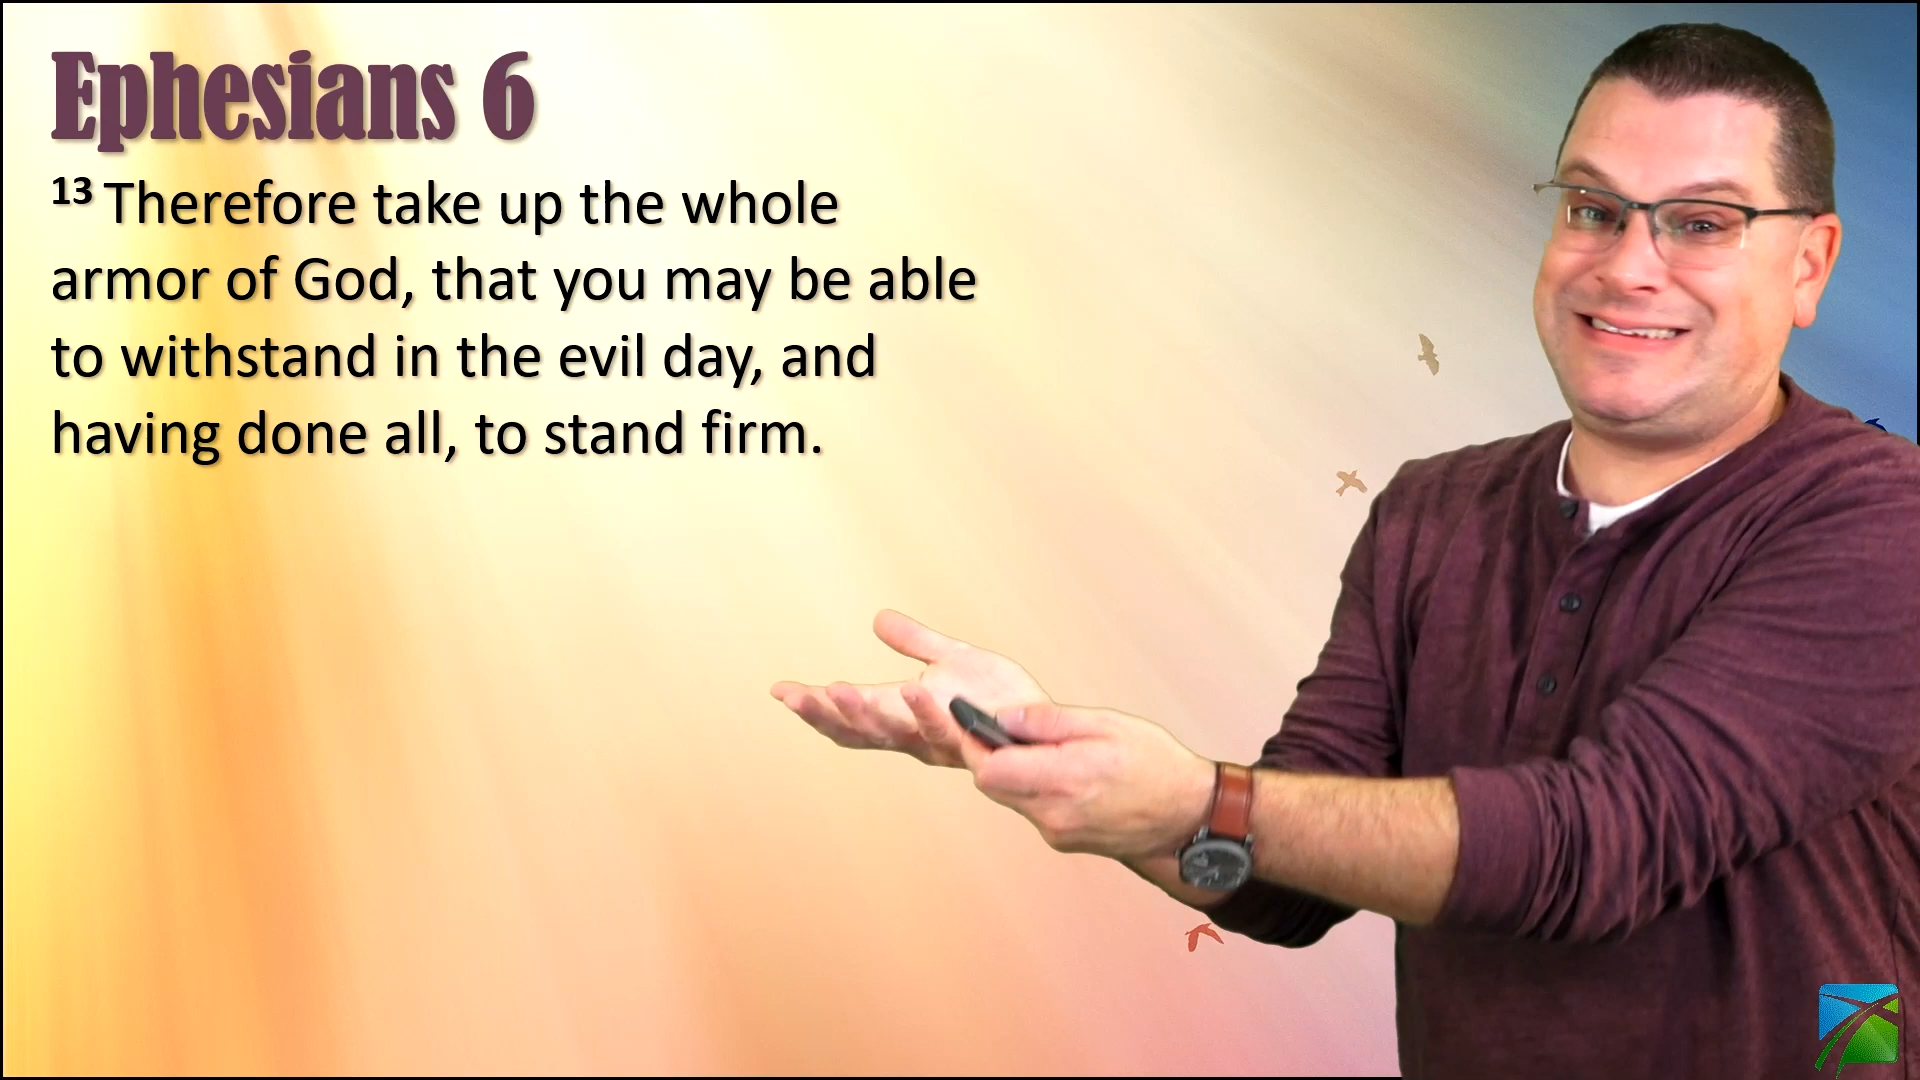 Ephesians 6
13 Therefore take up the whole
armor of God, that you may be able
to withstand in the evil day, and
having done all, to stand firm.